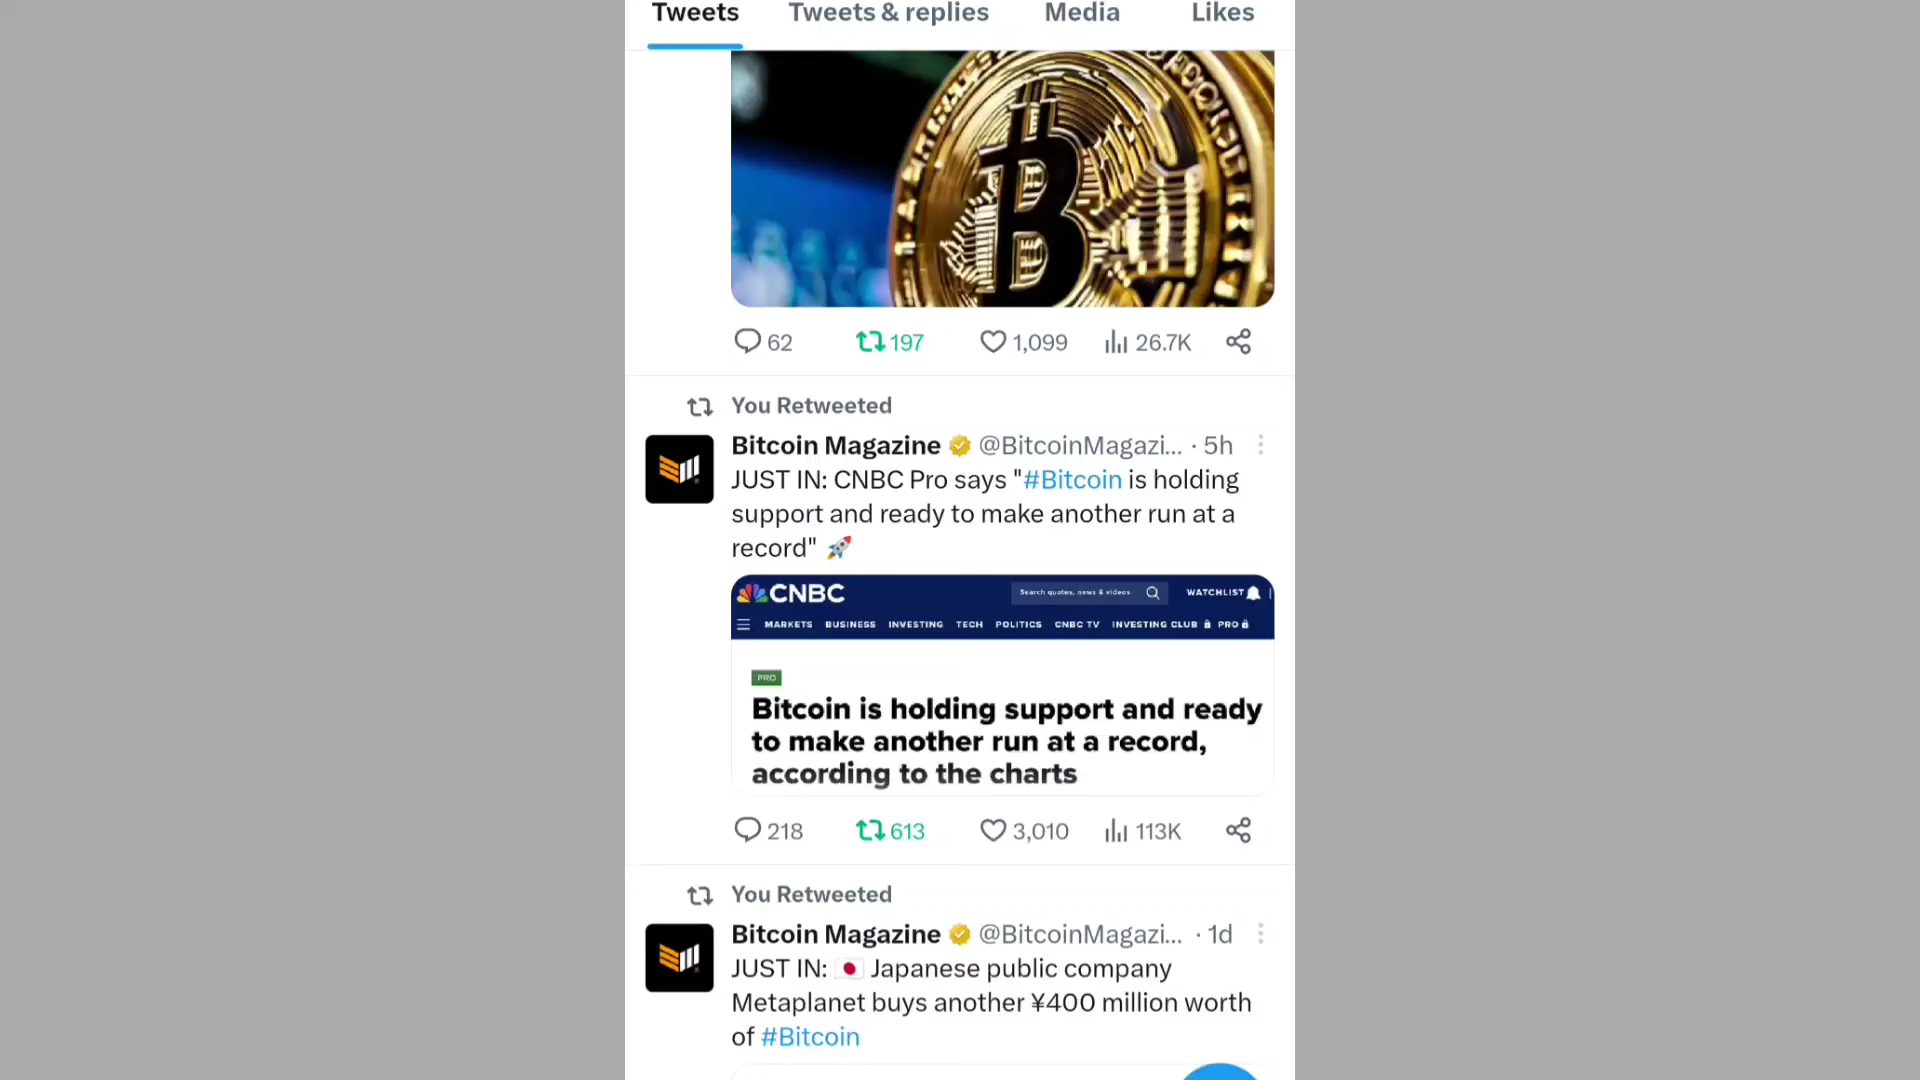 Tweets Tweets & replies Media Likes
62 197 1,099 26.7K
You Retweeted
Bitcoin Magazine @BitcoinMagazi... · 5h
JUST IN: CNBC Pro says "#Bitcoin is holding
support and ready to make another run at a
record" 🚀
CNBC Search quotes, news & videos WATCHLIST
MARKETS BUSINESS INVESTING TECH POLITICS CNBC TV INVESTING CLUB PRO
PRO
Bitcoin is holding support and ready
to make another run at a record,
according to the charts
218 613 3,010 113K
You Retweeted
Bitcoin Magazine @BitcoinMagazi... · 1d
JUST IN: 🇯🇵 Japanese public company
Metaplanet buys another ¥400 million worth
of #Bitcoin